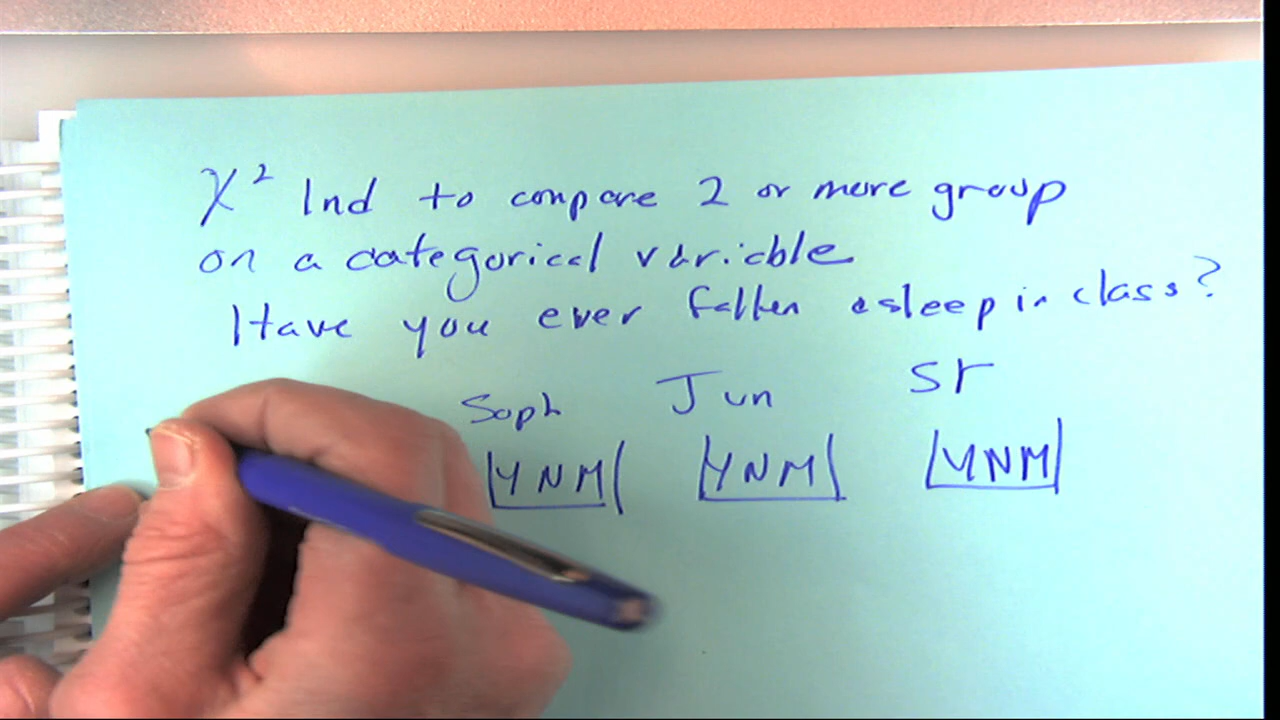 χ² Ind to compare 2 or more group
on a categorical variable
Have you ever fallen asleep in class?
Soph Jun Sr
YNM YNM YNM